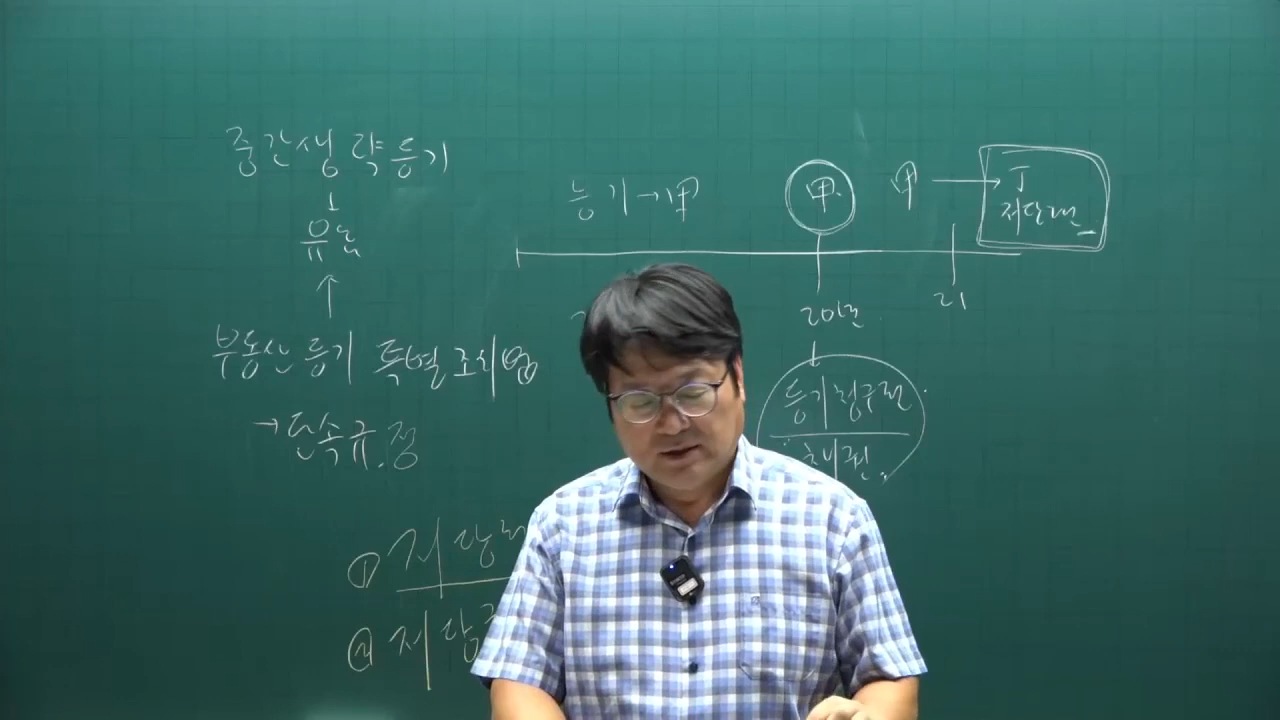 중간생략등기
↓
유효
↑
부동산등기 특별조치법
→ 단속규정
① 저당
② 저당
등기→甲
甲
甲 → 丁
저당권
20년
21
↓
등기청구권
채권